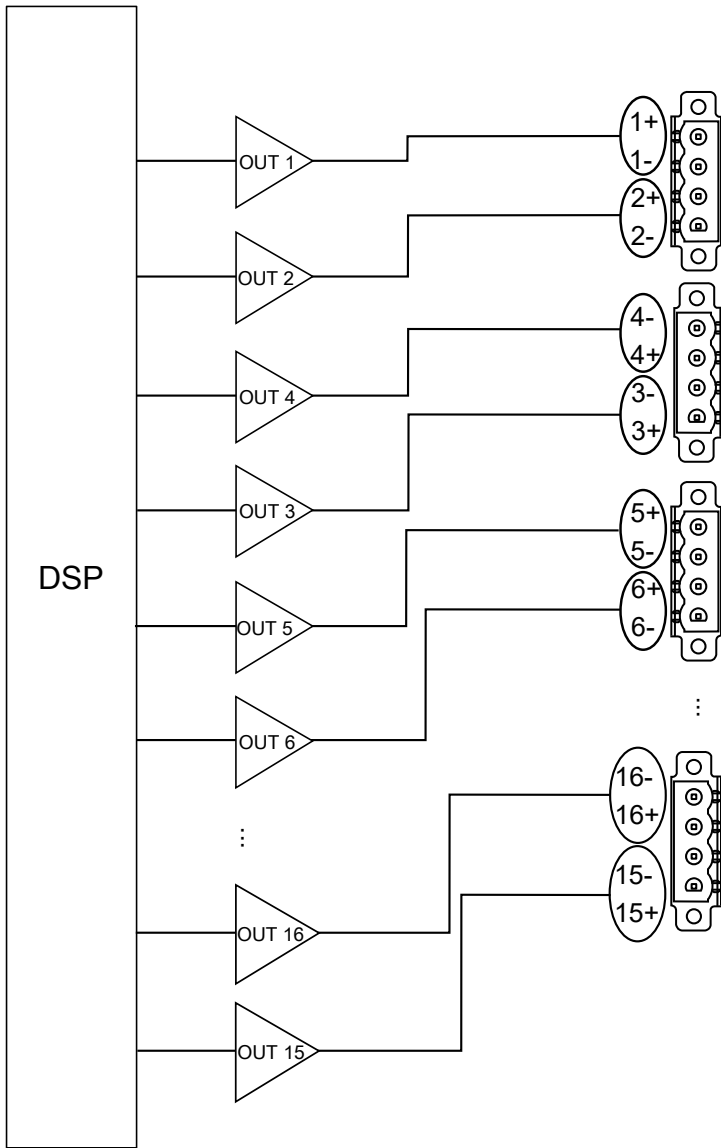 DSP
OUT 1
1+
1-
OUT 2
2+
2-
OUT 4
4-
4+
OUT 3
3-
3+
OUT 5
5+
5-
OUT 6
6+
6-
...
...
OUT 16
16-
16+
OUT 15
15-
15+